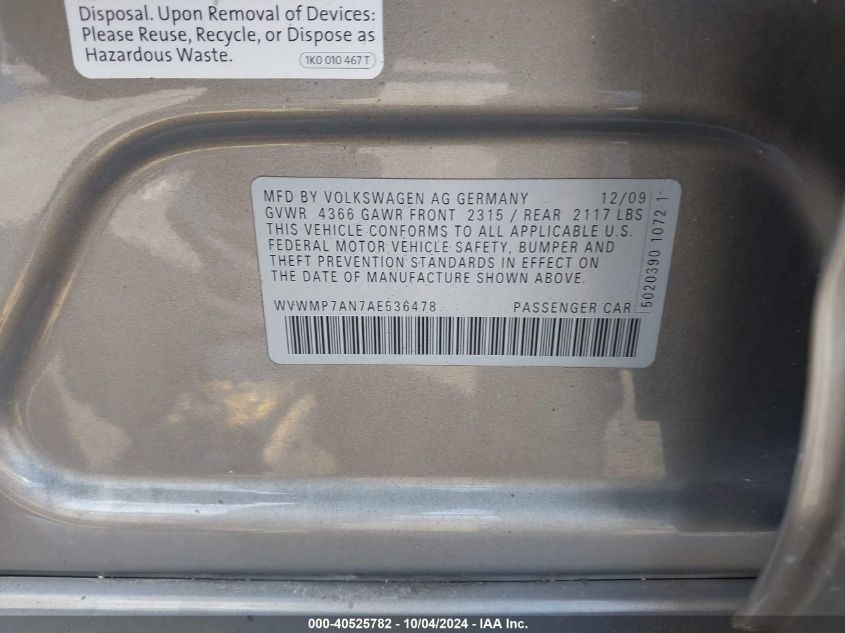 Disposal. Upon Removal of Devices:
Please Reuse, Recycle, or Dispose as
Hazardous Waste.
1K0 010 467 T
MFD BY VOLKSWAGEN AG GERMANY 12/09
GVWR 4366 GAWR FRONT 2315 / REAR 2117 LBS
THIS VEHICLE CONFORMS TO ALL APPLICABLE U.S.
FEDERAL MOTOR VEHICLE SAFETY, BUMPER AND
THEFT PREVENTION STANDARDS IN EFFECT ON
THE DATE OF MANUFACTURE SHOWN ABOVE.
WVWMP7AN7AE536478 PASSENGER CAR
5020390 1072 1
000-40525782 - 10/04/2024 - IAA Inc.